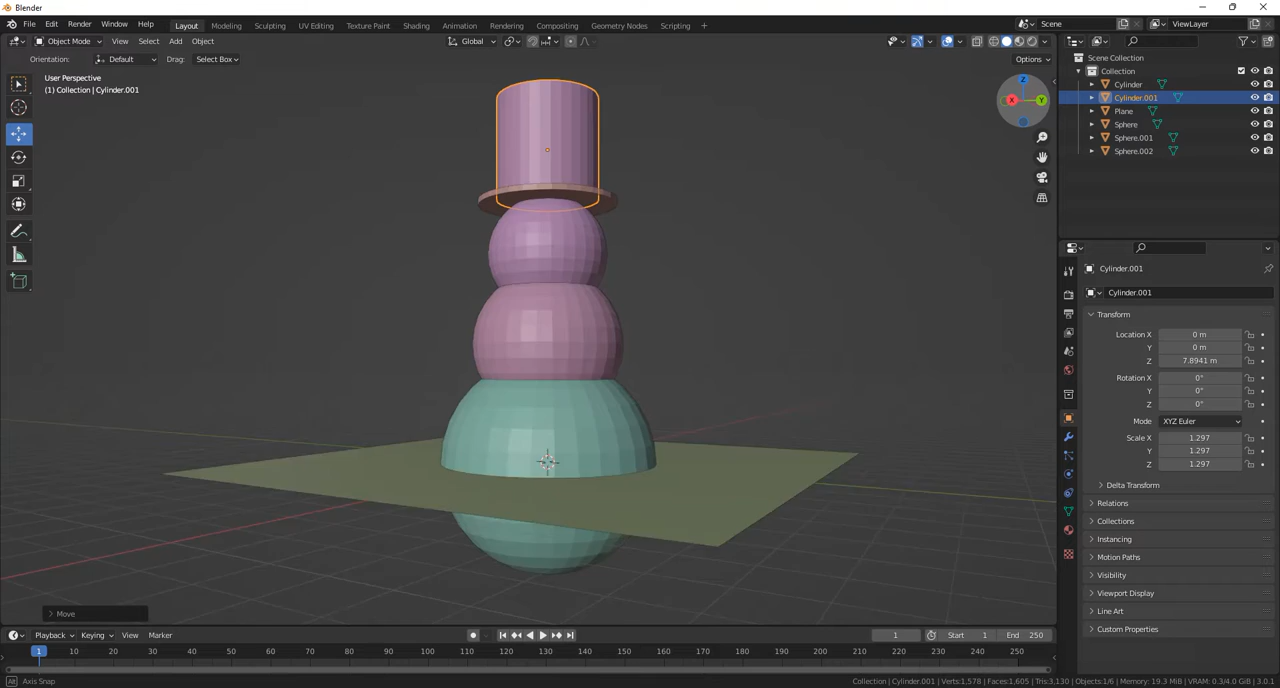 Blender
File Edit Render Window Help Layout Modeling Sculpting UV Editing Texture Paint Shading Animation Rendering Compositing Geometry Nodes Scripting + Scene ViewLayer
Object Mode View Select Add Object Global
Orientation: Default Drag: Select Box Options
User Perspective
(1) Collection | Cylinder.001
X Y Z
Scene Collection
Collection
Cylinder
Cylinder.001
Plane
Sphere
Sphere.001
Sphere.002
Cylinder.001
Cylinder.001
Transform
Location X 0 m
Y 0 m
Z 7.8941 m
Rotation X 0°
Y 0°
Z 0°
Mode XYZ Euler
Scale X 1.297
Y 1.297
Z 1.297
Delta Transform
Relations
Collections
Instancing
Motion Paths
Visibility
Viewport Display
Line Art
Custom Properties
Move
Playback Keying View Marker 1 Start 1 End 250
1 10 20 30 40 50 60 70 80 90 100 110 120 130 140 150 160 170 180 190 200 210 220 230 240 250
Alt Axis Snap Collection | Cylinder.001 | Verts:1,578 | Faces:1,605 | Tris:3,130 | Objects:1/6 | Memory: 19.3 MiB | VRAM: 0.3/4.0 GiB | 3.0.1